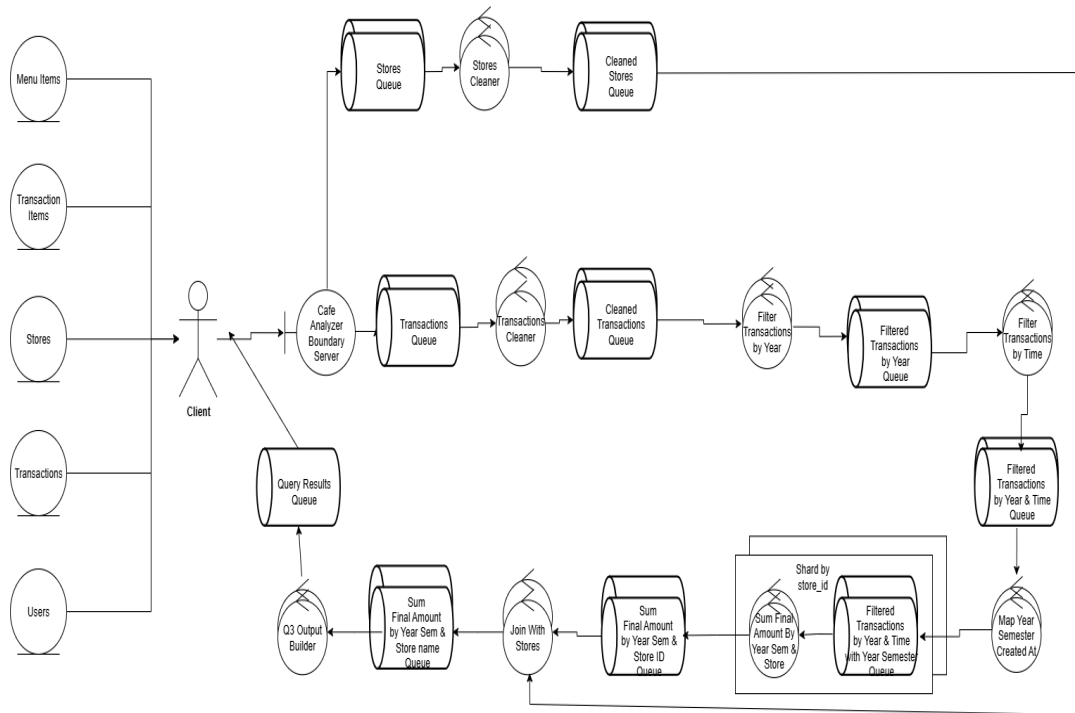 Menu Items
Transaction
Items
Stores
Transactions
Users
Client
Cafe
Analyzer
Boundary
Server
Stores
Queue
Stores
Cleaner
Cleaned
Stores
Queue
Transactions
Queue
Transactions
Cleaner
Cleaned
Transactions
Queue
Filter
Transactions
by Year
Filtered
Transactions
by Year
Queue
Filter
Transactions
by Time
Filtered
Transactions
by Year & Time
Queue
Map Year
Semester
Created At
Shard by
store_id
Filtered
Transactions
by Year & Time
with Year Semester
Queue
Sum Final
Amount By
Year Sem &
Store
Sum
Final Amount
by Year Sem &
Store ID
Queue
Join With
Stores
Sum
Final Amount
by Year Sem &
Store name
Queue
Q3 Output
Builder
Query Results
Queue